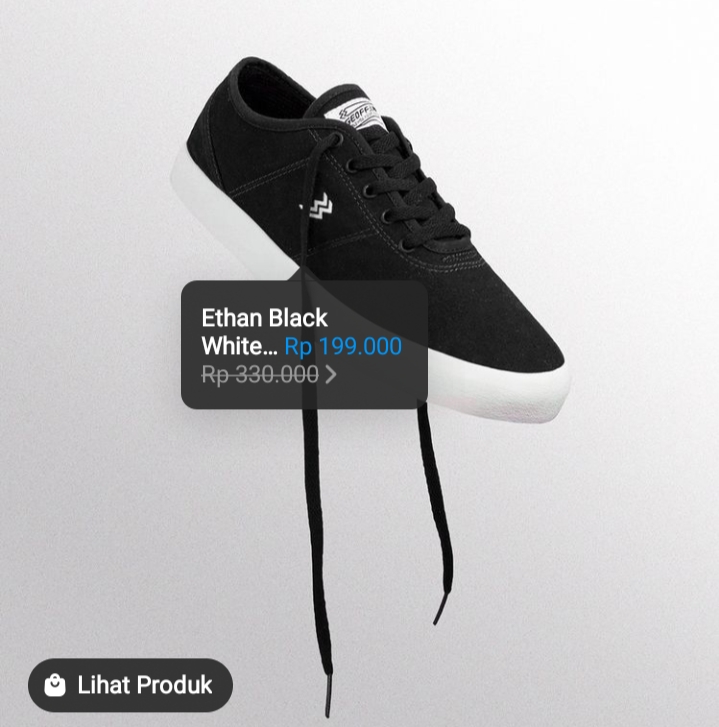 Ethan Black
White... Rp 199.000
Rp 330.000
Lihat Produk